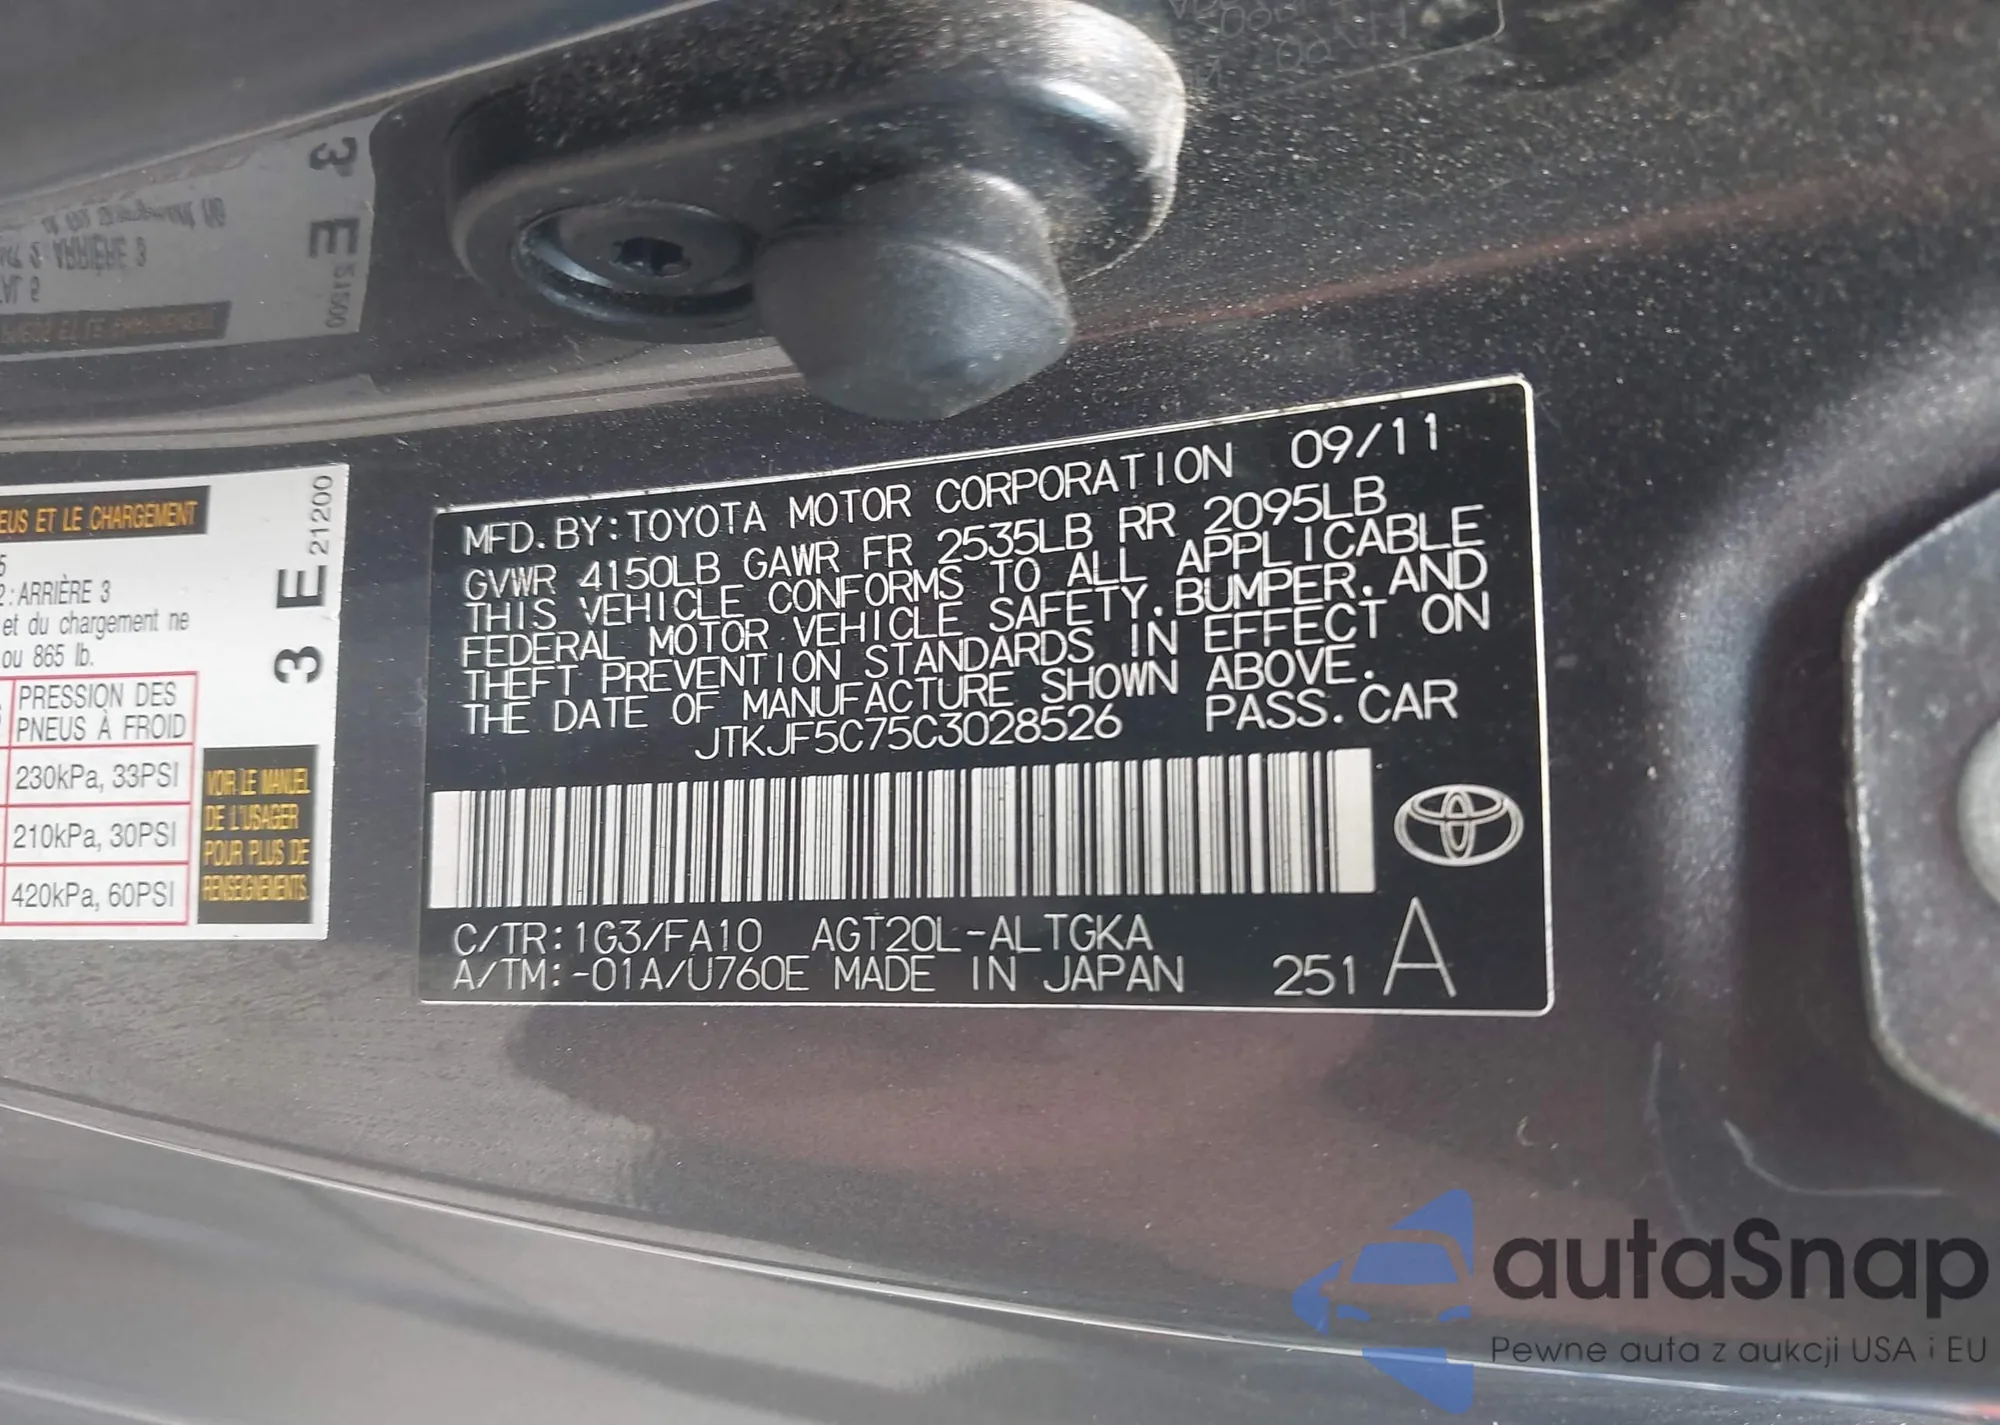 MFD. BY: TOYOTA MOTOR CORPORATION 09/11
GVWR 4150LB GAWR FR 2535LB RR 2095LB
THIS VEHICLE CONFORMS TO ALL APPLICABLE
FEDERAL MOTOR VEHICLE SAFETY, BUMPER, AND
THEFT PREVENTION STANDARDS IN EFFECT ON
THE DATE OF MANUFACTURE SHOWN ABOVE.
JTKJF5C75C3028526 PASS. CAR
C/TR: 1G3/FA10 AGT20L-ALTGKA
A/TM: -01A/U760E MADE IN JAPAN 251 A
ET LE CHARGEMENT
: ARRIÈRE 3
et du chargement ne
ou 865 lb.
PRESSION DES
PNEUS À FROID
230kPa, 33PSI
210kPa, 30PSI
420kPa, 60PSI
VOIR LE MANUEL
DE L'USAGER
POUR PLUS DE
RENSEIGNEMENTS.
3 E 21200
autaSnap
Pewne auta z aukcji USA i EU